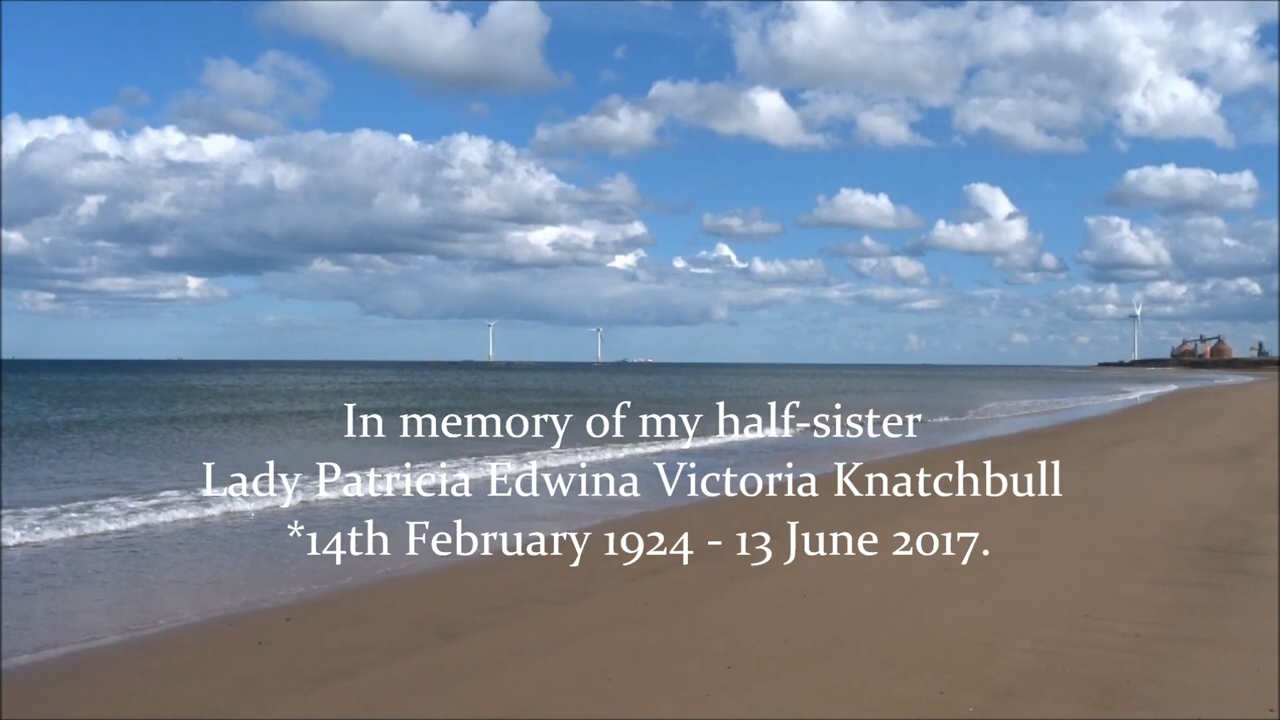 In memory of my half-sister
Lady Patricia Edwina Victoria Knatchbull
*14th February 1924 - 13 June 2017.